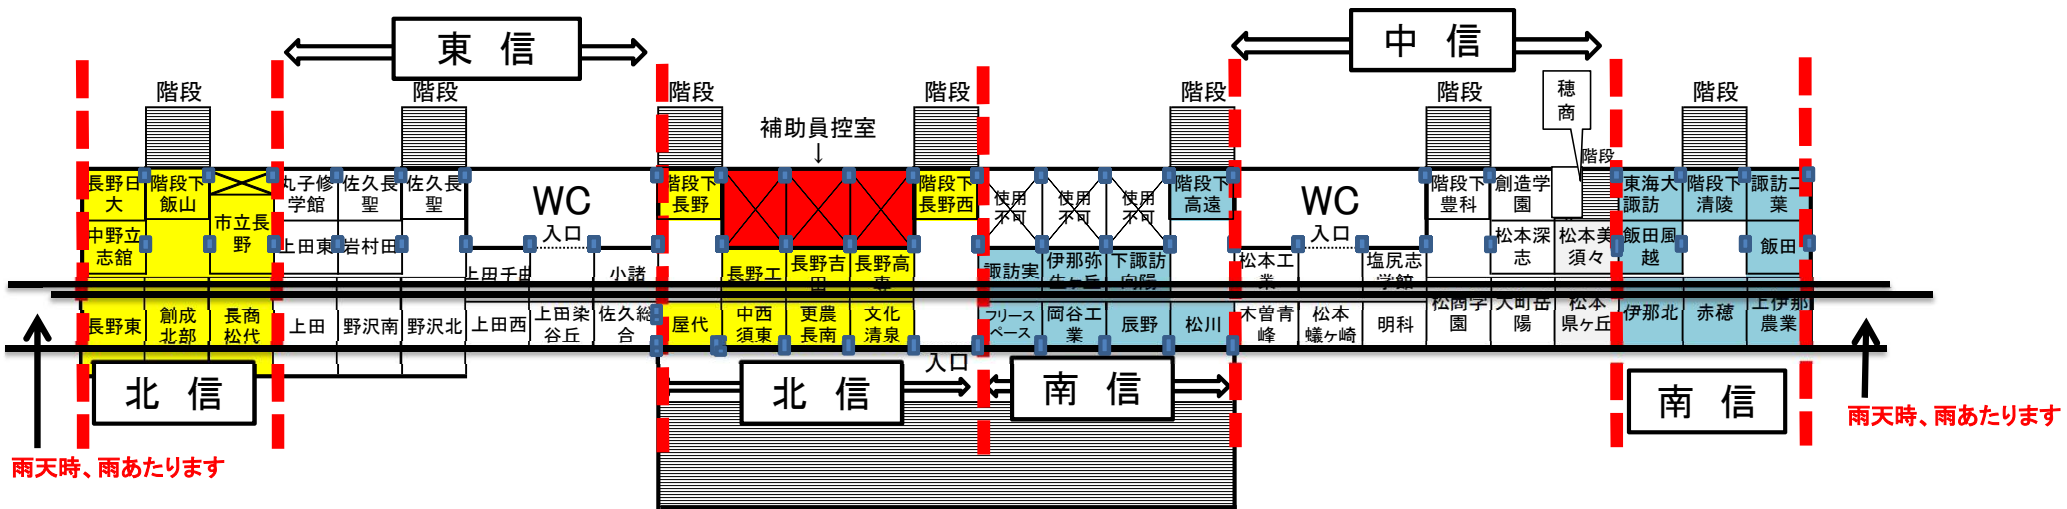 東 信
中 信
階段
階段
階段
階段
階段
階段
階段
階段
穂
商
補助員控室
↓
長野日
大
階段下
飯山
丸子修
学館
佐久長
聖
佐久長
聖
WC
入口
階段下
長野
階段下
長野西
使用
不可
使用
不可
使用
不可
階段下
高遠
WC
入口
階段下
豊科
創造学
園
東海大
諏訪
階段下
清陵
諏訪二
葉
中野立
志館
市立長
野
上田東
岩村田
松本深
志
松本美
須々
飯田風
越
飯田
上田千曲
小諸
長野工
長野吉
田
長野高
専
諏訪実
伊那弥
生ヶ丘
下諏訪
向陽
松本工
業
塩尻志
学館
長野東
創成
北部
長商
松代
上田
野沢南
野沢北
上田西
上田染
谷丘
佐久総
合
屋代
中西
須東
更農
長南
文化
清泉
フリース
ペース
岡谷工
業
辰野
松川
木曽青
峰
松本
蟻ヶ崎
明科
松商学
園
大町岳
陽
松本
県ヶ丘
伊那北
赤穂
上伊那
農業
入口
北 信
北 信
南 信
南 信
雨天時、雨あたります
雨天時、雨あたります